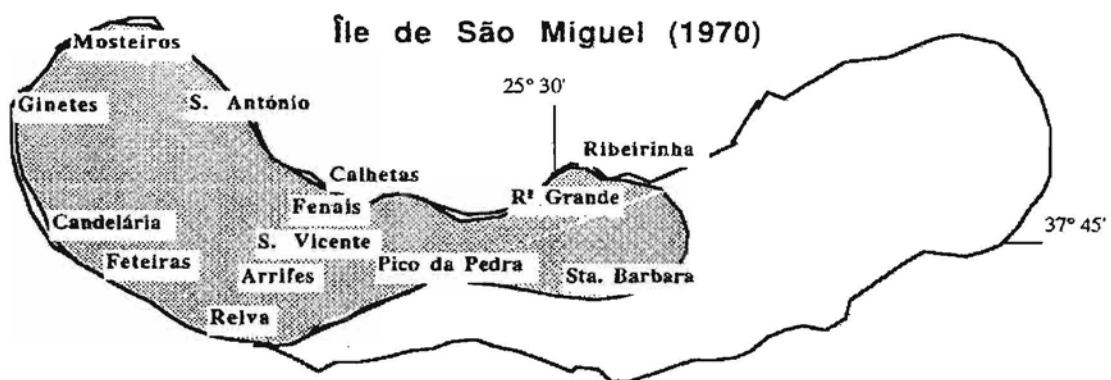 Île de São Miguel (1970)
Mosteiros
Ginetes
S. António
25° 30'
Ribeirinha
Calhetas
Fenais
Rª Grande
Candelária
S. Vicente
37° 45'
Feteiras
Arrifes
Pico da Pedra
Sta. Barbara
Relva